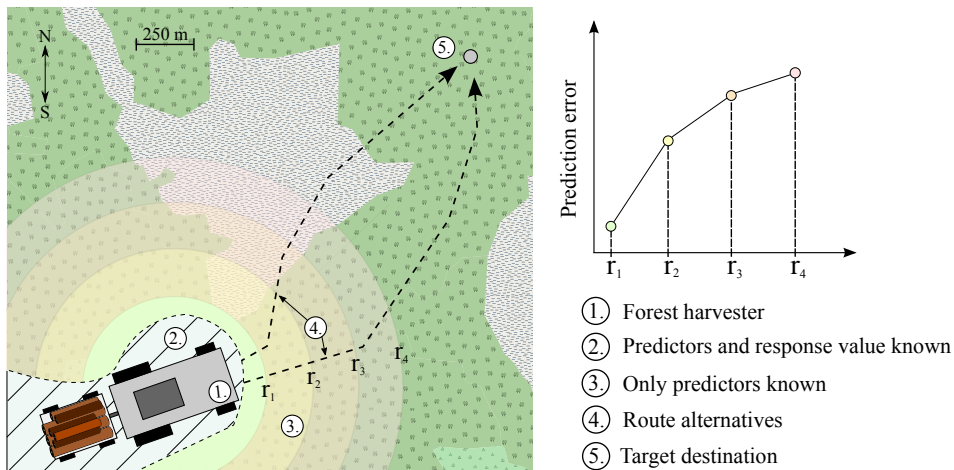 N
S
250 m
5.
4.
2.
1.
3.
r1
r2
r3
r4
Prediction error
r1 r2 r3 r4
1. Forest harvester
2. Predictors and response value known
3. Only predictors known
4. Route alternatives
5. Target destination